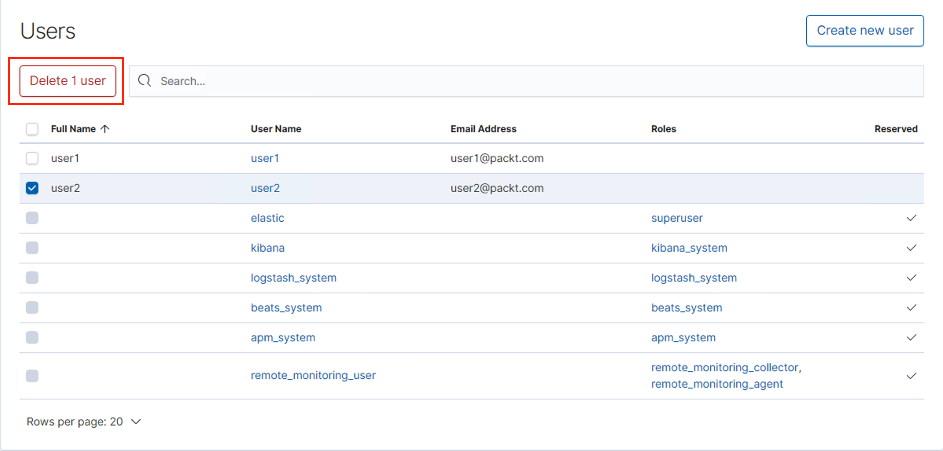 Users
Create new user
Delete 1 user
Search...
Full Name User Name Email Address Roles Reserved
user1 user1 user1@packt.com
user2 user2 user2@packt.com
elastic superuser
kibana kibana_system
logstash_system logstash_system
beats_system beats_system
apm_system apm_system
remote_monitoring_user remote_monitoring_collector,
remote_monitoring_agent
Rows per page: 20